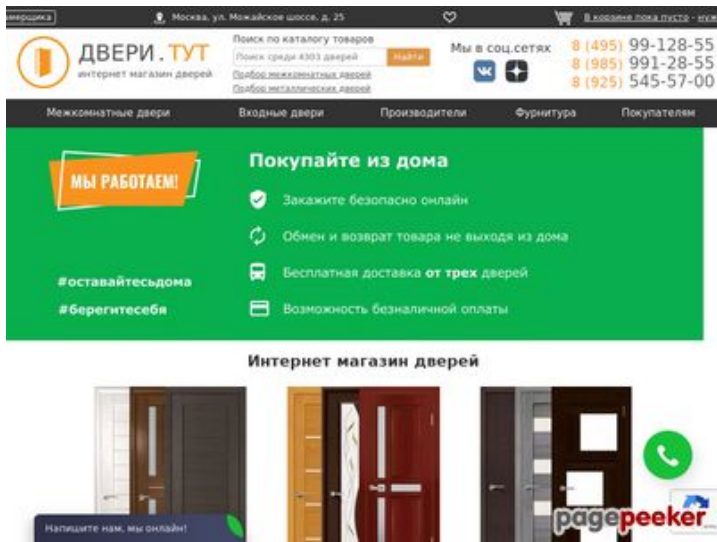 Москва, ул. Можайское шоссе, д. 25
В корзине пока пусто -
ДВЕРИ.ТУТ
интернет магазин дверей
Поиск по каталогу товаров
Поиск среди 4303 дверей
Найти
Подбор межкомнатных дверей
Подбор металлических дверей
Мы в соц.сетях
8 (495) 99-128-55
8 (985) 991-28-55
8 (925) 545-57-00
Межкомнатные двери
Входные двери
Производители
Фурнитура
Покупателям
МЫ РАБОТАЕМ!
#оставайтесьдома
#берегитесебя
Покупайте из дома
Закажите безопасно онлайн
Обмен и возврат товара не выходя из дома
Бесплатная доставка от трех дверей
Возможность безналичной оплаты
Интернет магазин дверей
Напишите нам, мы онлайн!
pagepeeker